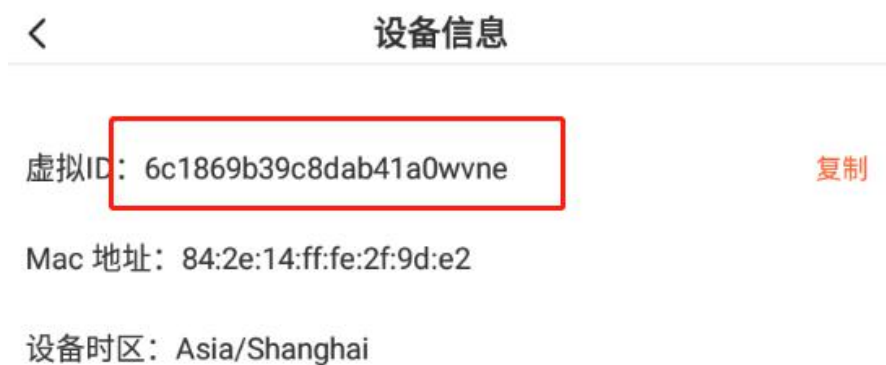 设备信息
虚拟ID：6c1869b39c8dab41a0wvne 复制
Mac 地址：84:2e:14:ff:fe:2f:9d:e2
设备时区：Asia/Shanghai